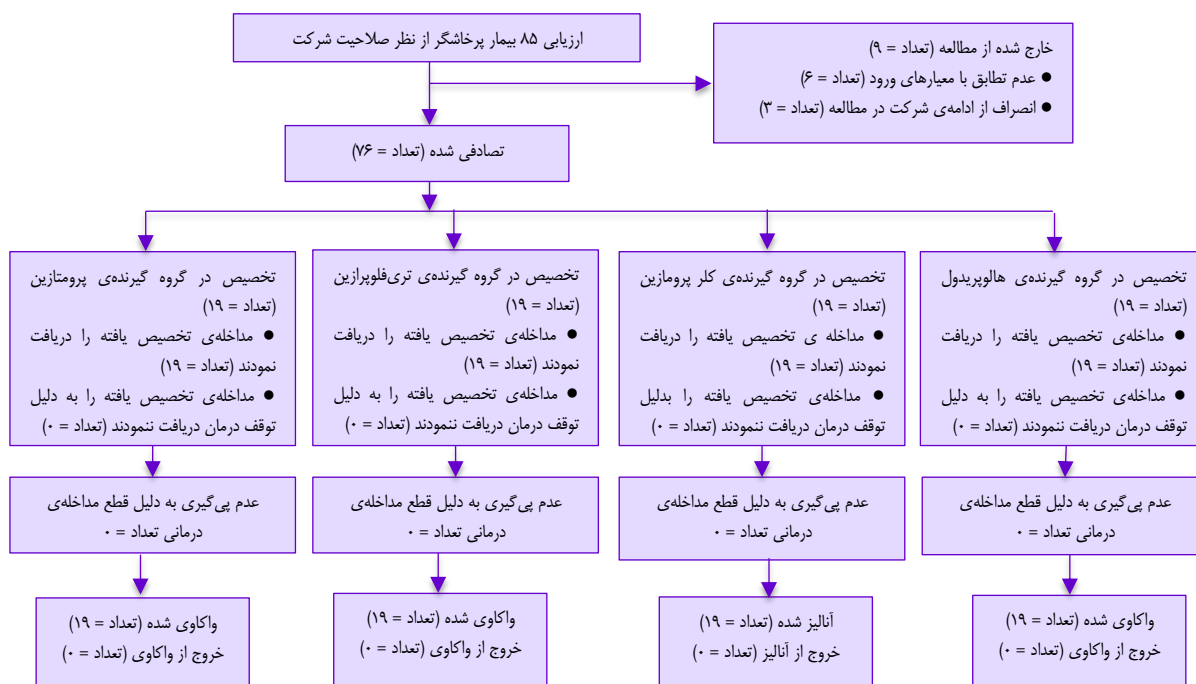 ارزیابی ۸۵ بیمار پرخاشگر از نظر صلاحیت شرکت
خارج شده از مطالعه (تعداد = ۹)
● عدم تطابق با معیارهای ورود (تعداد = ۶)
● انصراف از ادامه‌ی شرکت در مطالعه (تعداد = ۳)
تصادفی شده (تعداد = ۷۶)
تخصیص در گروه گیرنده‌ی هالوپریدول
(تعداد = ۱۹)
● مداخله‌ی تخصیص یافته را دریافت
نمودند (تعداد = ۱۹)
● مداخله‌ی تخصیص یافته را به دلیل
توقف درمان دریافت ننمودند (تعداد = ۰)
تخصیص در گروه گیرنده‌ی کلر پرومازین
(تعداد = ۱۹)
● مداخله ی تخصیص یافته را دریافت
نمودند (تعداد = ۱۹)
● مداخله‌ی تخصیص یافته را بدلیل
توقف درمان دریافت ننمودند (تعداد = ۰)
تخصیص در گروه گیرنده‌ی تری‌فلوپرازین
(تعداد = ۱۹)
● مداخله‌ی تخصیص یافته را دریافت
نمودند (تعداد = ۱۹)
● مداخله‌ی تخصیص یافته را به دلیل
توقف درمان دریافت ننمودند (تعداد = ۰)
تخصیص در گروه گیرنده‌ی پرومتازین
(تعداد = ۱۹)
● مداخله‌ی تخصیص یافته را دریافت
نمودند (تعداد = ۱۹)
● مداخله‌ی تخصیص یافته را به دلیل
توقف درمان دریافت ننمودند (تعداد = ۰)
عدم پی‌گیری به دلیل قطع مداخله‌ی
درمانی تعداد = ۰
عدم پی‌گیری به دلیل قطع مداخله‌ی
درمانی تعداد = ۰
عدم پی‌گیری به دلیل قطع مداخله‌ی
درمانی تعداد = ۰
عدم پی‌گیری به دلیل قطع مداخله‌ی
درمانی تعداد = ۰
واکاوی شده (تعداد = ۱۹)
خروج از واکاوی (تعداد = ۰)
آنالیز شده (تعداد = ۱۹)
خروج از آنالیز (تعداد = ۰)
واکاوی شده (تعداد = ۱۹)
خروج از واکاوی (تعداد = ۰)
واکاوی شده (تعداد = ۱۹)
خروج از واکاوی (تعداد = ۰)